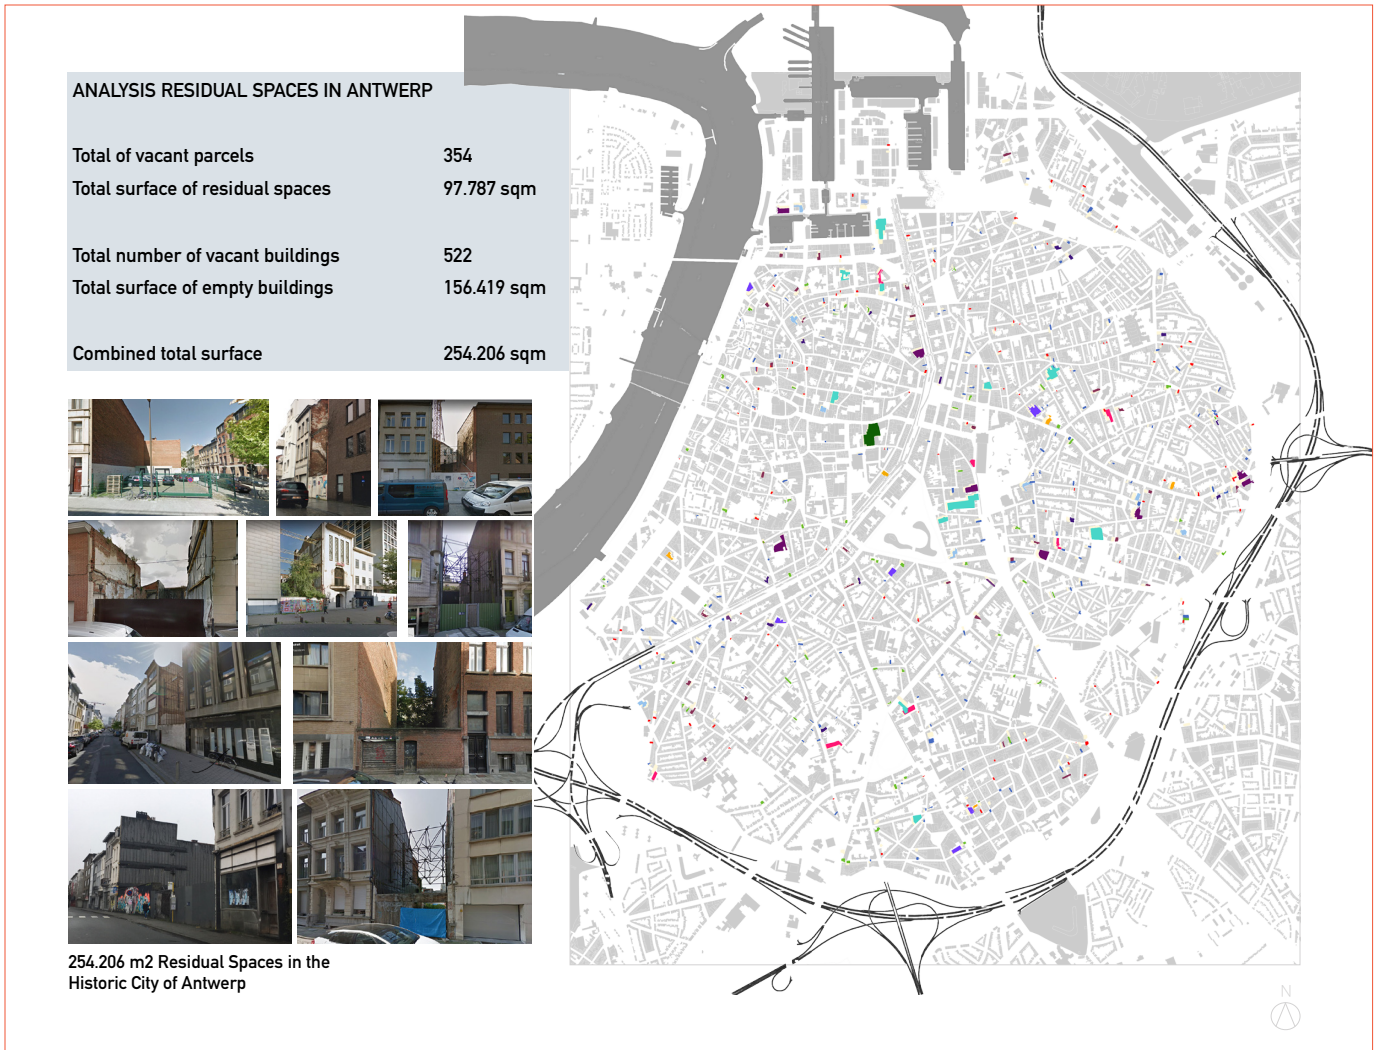 ANALYSIS RESIDUAL SPACES IN ANTWERP
Total of vacant parcels 354
Total surface of residual spaces 97.787 sqm
Total number of vacant buildings 522
Total surface of empty buildings 156.419 sqm
Combined total surface 254.206 sqm
254.206 m2 Residual Spaces in the
Historic City of Antwerp
N